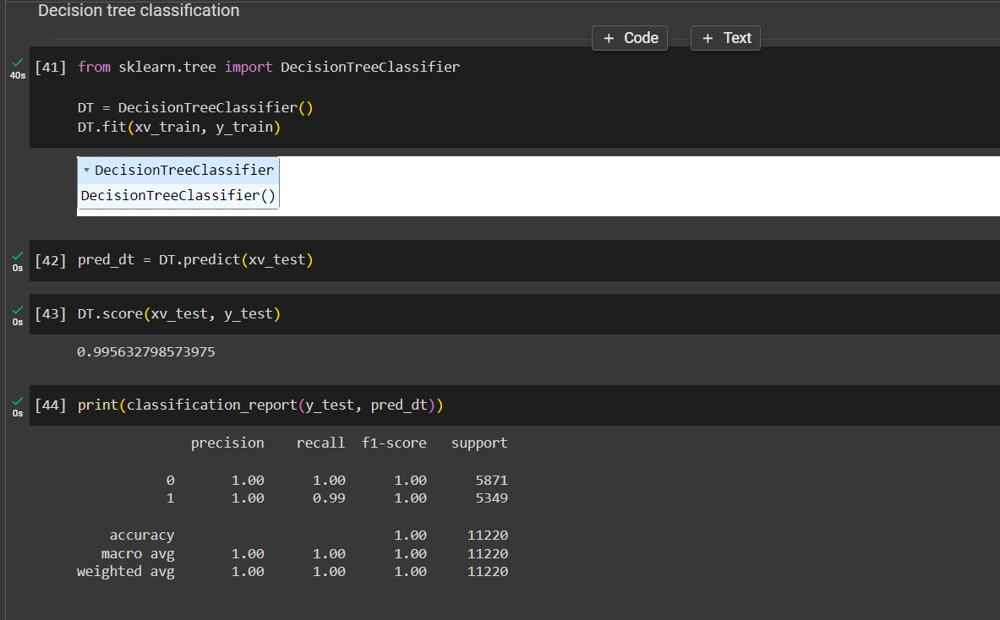 Decision tree classification
+ Code + Text
40s [41] from sklearn.tree import DecisionTreeClassifier
DT = DecisionTreeClassifier()
DT.fit(xv_train, y_train)
▾ DecisionTreeClassifier
DecisionTreeClassifier()
0s [42] pred_dt = DT.predict(xv_test)
0s [43] DT.score(xv_test, y_test)
0.995632798573975
0s [44] print(classification_report(y_test, pred_dt))
precision recall f1-score support
0 1.00 1.00 1.00 5871
1 1.00 0.99 1.00 5349
accuracy 1.00 11220
macro avg 1.00 1.00 1.00 11220
weighted avg 1.00 1.00 1.00 11220